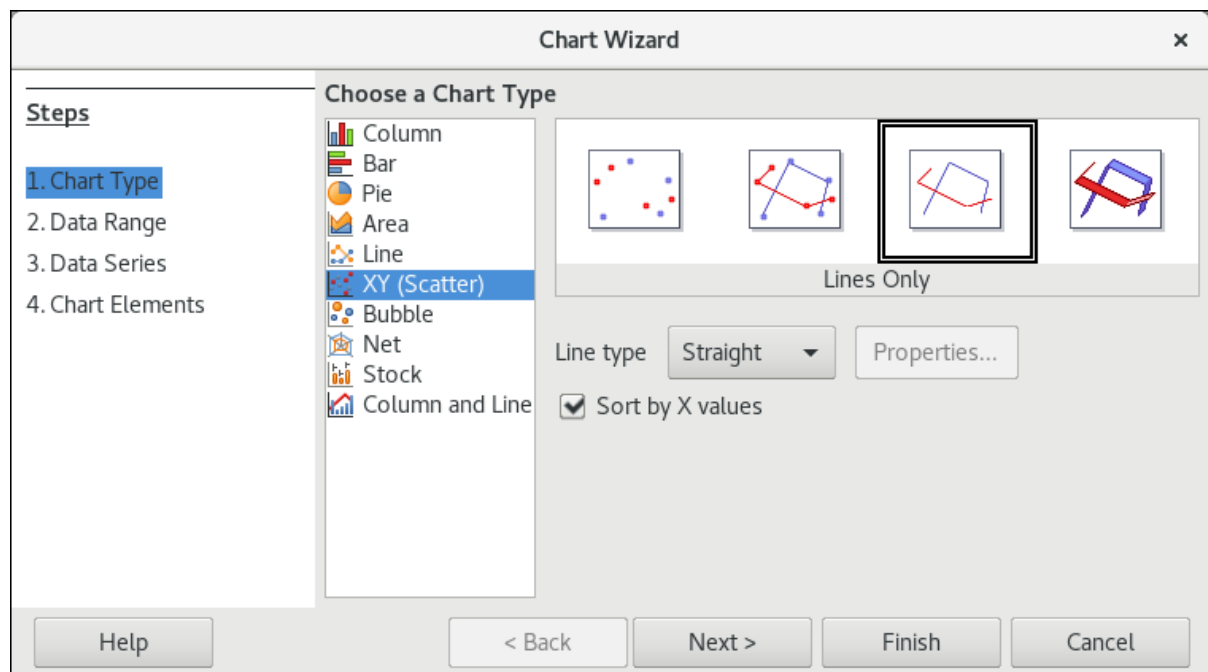 Chart Wizard
Steps
1. Chart Type
2. Data Range
3. Data Series
4. Chart Elements
Choose a Chart Type
Column
Bar
Pie
Area
Line
XY (Scatter)
Bubble
Net
Stock
Column and Line
Lines Only
Line type Straight Properties...
Sort by X values
Help < Back Next > Finish Cancel